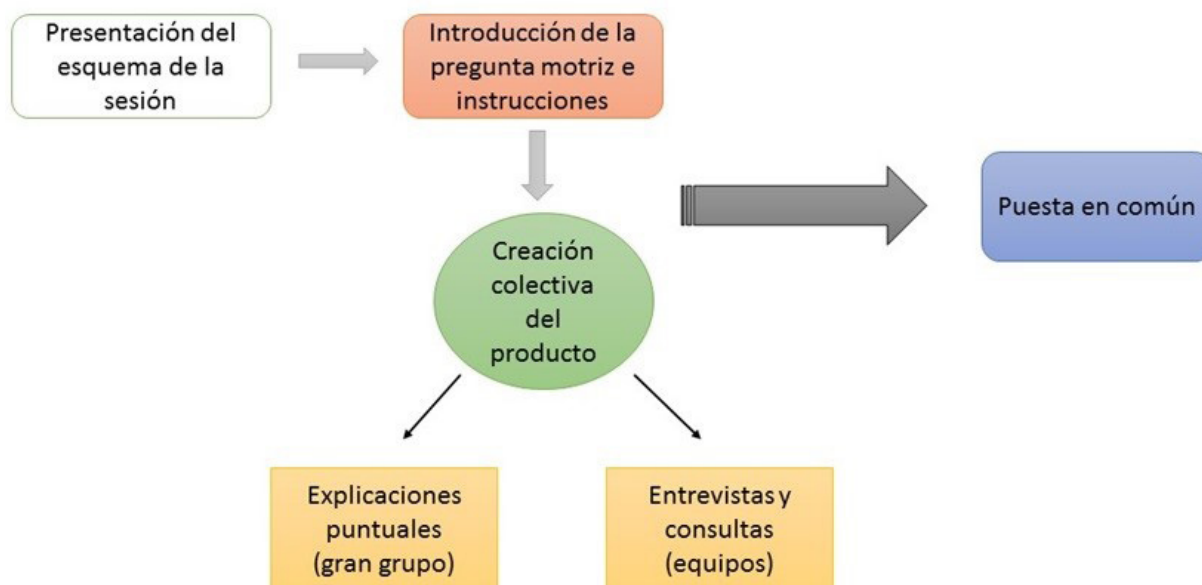 Presentación del
esquema de la
sesión
Introducción de la
pregunta motriz e
instrucciones
Creación
colectiva
del
producto
Puesta en común
Explicaciones
puntuales
(gran grupo)
Entrevistas y
consultas
(equipos)